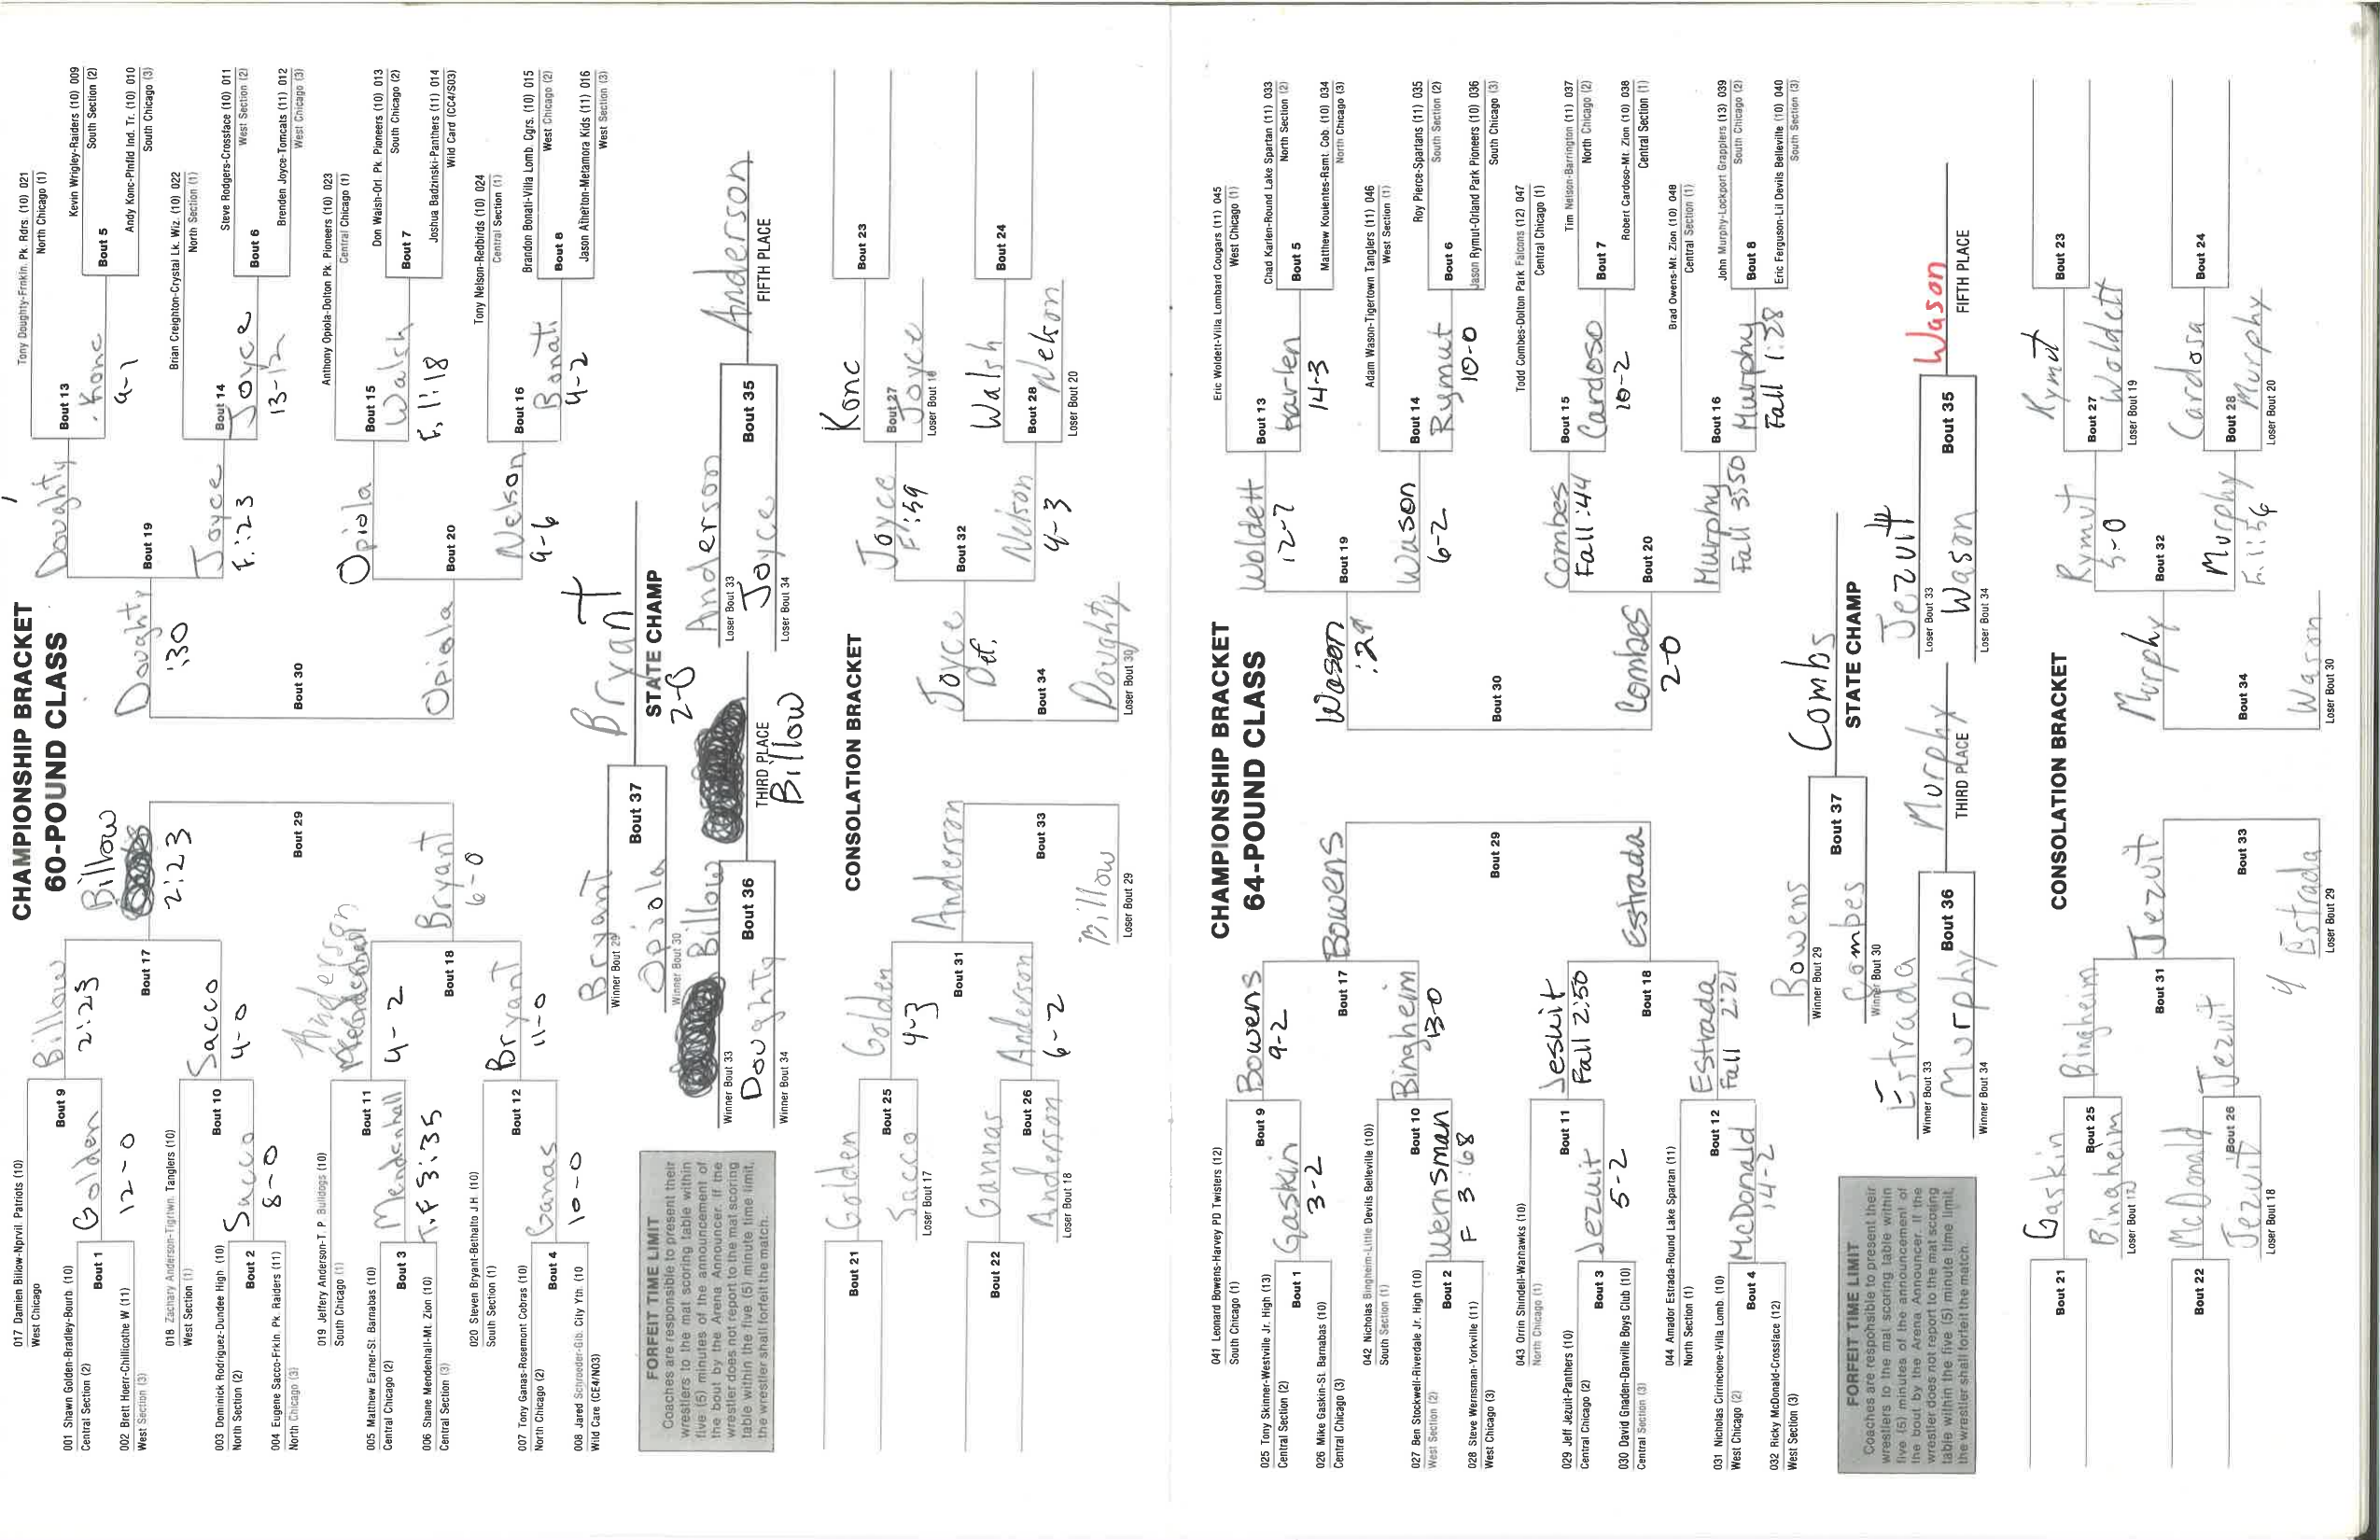 CHAMPIONSHIP BRACKET
60-POUND CLASS
017 Damien Billow-Nprvil. Patriots (10)
West Chicago
Bout 9
Billow
2:23
001 Shawn Golden-Bradley-Bourb (10)
Central Section (2)
Bout 1
Golden
12-0
002 Brett Hoerr-Chillicothe W (11)
West Section (3)
Bout 17
Billow
2:23
018 Zachary Anderson-Tigrtwn. Tanglers (10)
West Section (1)
Bout 10
Sacco
4-0
003 Dominick Rodriguez-Dundee High (10)
North Section (2)
Bout 2
Sacco
8-0
004 Eugene Sacco-Frkln. Pk. Raiders (11)
North Chicago (3)
Bout 29
019 Jeffery Anderson-T. P. Bulldogs (10)
South Chicago (1)
Bout 11
Anderson
4-2
005 Matthew Earner-St. Barnabas (10)
Central Chicago (2)
Bout 3
Mendenhall
T.F 3:35
006 Shane Mendenhall-Mt. Zion (10)
Central Section (3)
Bout 18
Bryant
6-0
020 Steven Bryant-Bethalto J.H. (10)
South Section (1)
Bout 12
Bryant
11-0
007 Tony Ganas-Rosemont Cobras (10)
North Chicago (2)
Bout 4
Ganas
10-0
008 Jared Schroeder-Gib. City Yth. (10
Wild Care (CE4/NO3)
Tony Doughty-Frnkin. Pk. Rdrs. (10) 021
North Chicago (1)
Bout 13
Doughty
Kevin Wrigley-Raiders (10) 009
South Section (2)
Bout 5
Konc
9-1
Andy Konc-Plnfild Ind. Tr. (10) 010
South Chicago (3)
Bout 19
Doughty
:30
Brian Creighton-Crystal Lk. Wiz. (10) 022
North Section (1)
Bout 14
Joyce
F. :23
Steve Rodgers-Crossface (10) 011
West Section (2)
Bout 6
Joyce
13-12
Brenden Joyce-Tomcats (11) 012
West Chicago (3)
Bout 30
Anthony Opiola-Dolton Pk. Pioneers (10) 023
Central Chicago (1)
Bout 15
Opiola
Don Walsh-Orl. Pk. Pioneers (10) 013
South Chicago (2)
Bout 7
Walsh
F. 1:18
Joshua Badzinski-Panthers (11) 014
Wild Card (CC4/SO3)
Bout 20
Opiola
Tony Nelson-Redbirds (10) 024
Central Section (1)
Bout 16
Nelson
9-6
Brandon Bonati-Villa Lomb. Cgrs. (10) 015
West Chicago (2)
Bout 8
Bonati
4-2
Jason Atherton-Metamora Kids (11) 016
West Section (3)
Bryant
Winner Bout 29
Bout 37
Opiola
Winner Bout 30
Bryant
STATE CHAMP
2-0
Billow
Winner Bout 33
Bout 36
Doughty
Winner Bout 34
THIRD PLACE
Billow
Anderson
Loser Bout 33
Bout 35
Joyce
Loser Bout 34
Anderson
FIFTH PLACE
FORFEIT TIME LIMIT
Coaches are responsible to present their
wrestlers to the mat scoring table within
five (5) minutes of the announcement of
the bout by the Arena Announcer. If the
wrestler does not report to the mat scoring
table within the five (5) minute time limit,
the wrestler shall forfeit the match.
CONSOLATION BRACKET
Bout 21
Golden
Bout 25
Sacco
Loser Bout 17
Golden
4-3
Bout 31
Bout 22
Gannas
Bout 26
Anderson
Loser Bout 18
Anderson
6-2
Anderson
Bout 33
Billow
Loser Bout 29
Konc
Bout 23
Bout 27
Joyce
Joyce
F :59
Bout 32
Walsh
Bout 24
Bout 28
Nelson
Loser Bout 20
Nelson
4-3
Joyce
Def.
Bout 34
Doughty
Loser Bout 30
CHAMPIONSHIP BRACKET
64-POUND CLASS
041 Leonard Bowens-Harvey PD Twisters (12)
South Chicago (1)
Bout 9
Bowens
9-2
025 Tony Skinner-Westville Jr. High (13)
Central Section (2)
Bout 1
Gaskin
3-2
026 Mike Gaskin-St. Barnabas (10)
Central Chicago (3)
Bout 17
Bowens
042 Nicholas Bingheim-Little Devils Belleville (10))
South Section (1)
Bout 10
Bingheim
13-0
027 Ben Stockwell-Riverdale Jr. High (10)
West Section (2)
Bout 2
Wernsman
F 3:68
028 Steve Wernsman-Yorkville (11)
West Chicago (3)
Bout 29
043 Orrin Shindell-Warhawks (10)
North Chicago (1)
Bout 11
Jesuit
Fall 2:50
029 Jeff Jezuit-Panthers (10)
Central Chicago (2)
Bout 3
Jezuit
5-2
030 David Gnaden-Danville Boys Club (10)
Central Section (3)
Bout 18
Estrada
044 Amador Estrada-Round Lake Spartan (11)
North Section (1)
Bout 12
Estrada
Fall 2:21
031 Nicholas Cirrincione-Villa Lomb. (10)
West Chicago (2)
Bout 4
McDonald
14-2
032 Ricky McDonald-Crossface (12)
West Section (3)
Eric Woldett-Villa Lombard Cougars (11) 045
West Chicago (1)
Bout 13
Woldett
12-7
Chad Karlen-Round Lake Spartan (11) 033
North Section (2)
Bout 5
Karlen
14-3
Matthew Kouientes-Rsmt. Cob. (10) 034
North Chicago (3)
Bout 19
Wason
:29
Adam Wason-Tigertown Tanglers (11) 046
West Section (1)
Bout 14
Wason
6-2
Roy Pierce-Spartans (11) 035
South Section (2)
Bout 6
Rymut
10-0
Jason Rymut-Orland Park Pioneers (10) 036
South Chicago (3)
Bout 30
Todd Combes-Dolton Park Falcons (12) 047
Central Chicago (1)
Bout 15
Combes
Fall :44
Tim Nelson-Barrington (11) 037
North Chicago (2)
Bout 7
Cardoso
10-2
Robert Cardoso-Mt. Zion (10) 038
Central Section (1)
Bout 20
Combes
2-0
Brad Owens-Mt. Zion (10) 048
Central Section (1)
Bout 16
Murphy
Fall 3:50
John Murphy-Lockport Grapplers (13) 039
South Chicago (2)
Bout 8
Murphy
Fall 1:28
Eric Ferguson-Lil Devils Belleville (10) 040
South Section (3)
Bowens
Winner Bout 29
Bout 37
Combes
Winner Bout 30
Combs
STATE CHAMP
Estrada
Winner Bout 33
Bout 36
Murphy
Winner Bout 34
Murphy
THIRD PLACE
Jezuit
Loser Bout 33
Bout 35
Wason
Loser Bout 34
Wason
FIFTH PLACE
FORFEIT TIME LIMIT
Coaches are responsible to present their
wrestlers to the mat scoring table within
five (5) minutes of the announcement of
the bout by the Arena Announcer. If the
wrestler does not report to the mat scoring
table within the five (5) minute time limit,
the wrestler shall forfeit the match.
CONSOLATION BRACKET
Bout 21
Gaskin
Bout 25
Bingheim
Loser Bout 17
Bingheim
Bout 31
Bout 22
McDonald
Bout 26
Jezuit
Loser Bout 18
Jezuit
Jezuit
Bout 33
Estrada
Loser Bout 29
Rymut
Bout 23
Bout 27
Woldett
Loser Bout 19
Rymut
5-0
Bout 32
Cardosa
Bout 24
Bout 28
Murphy
Loser Bout 20
Murphy
F. 1:56
Murphy
Bout 34
Wason
Loser Bout 30